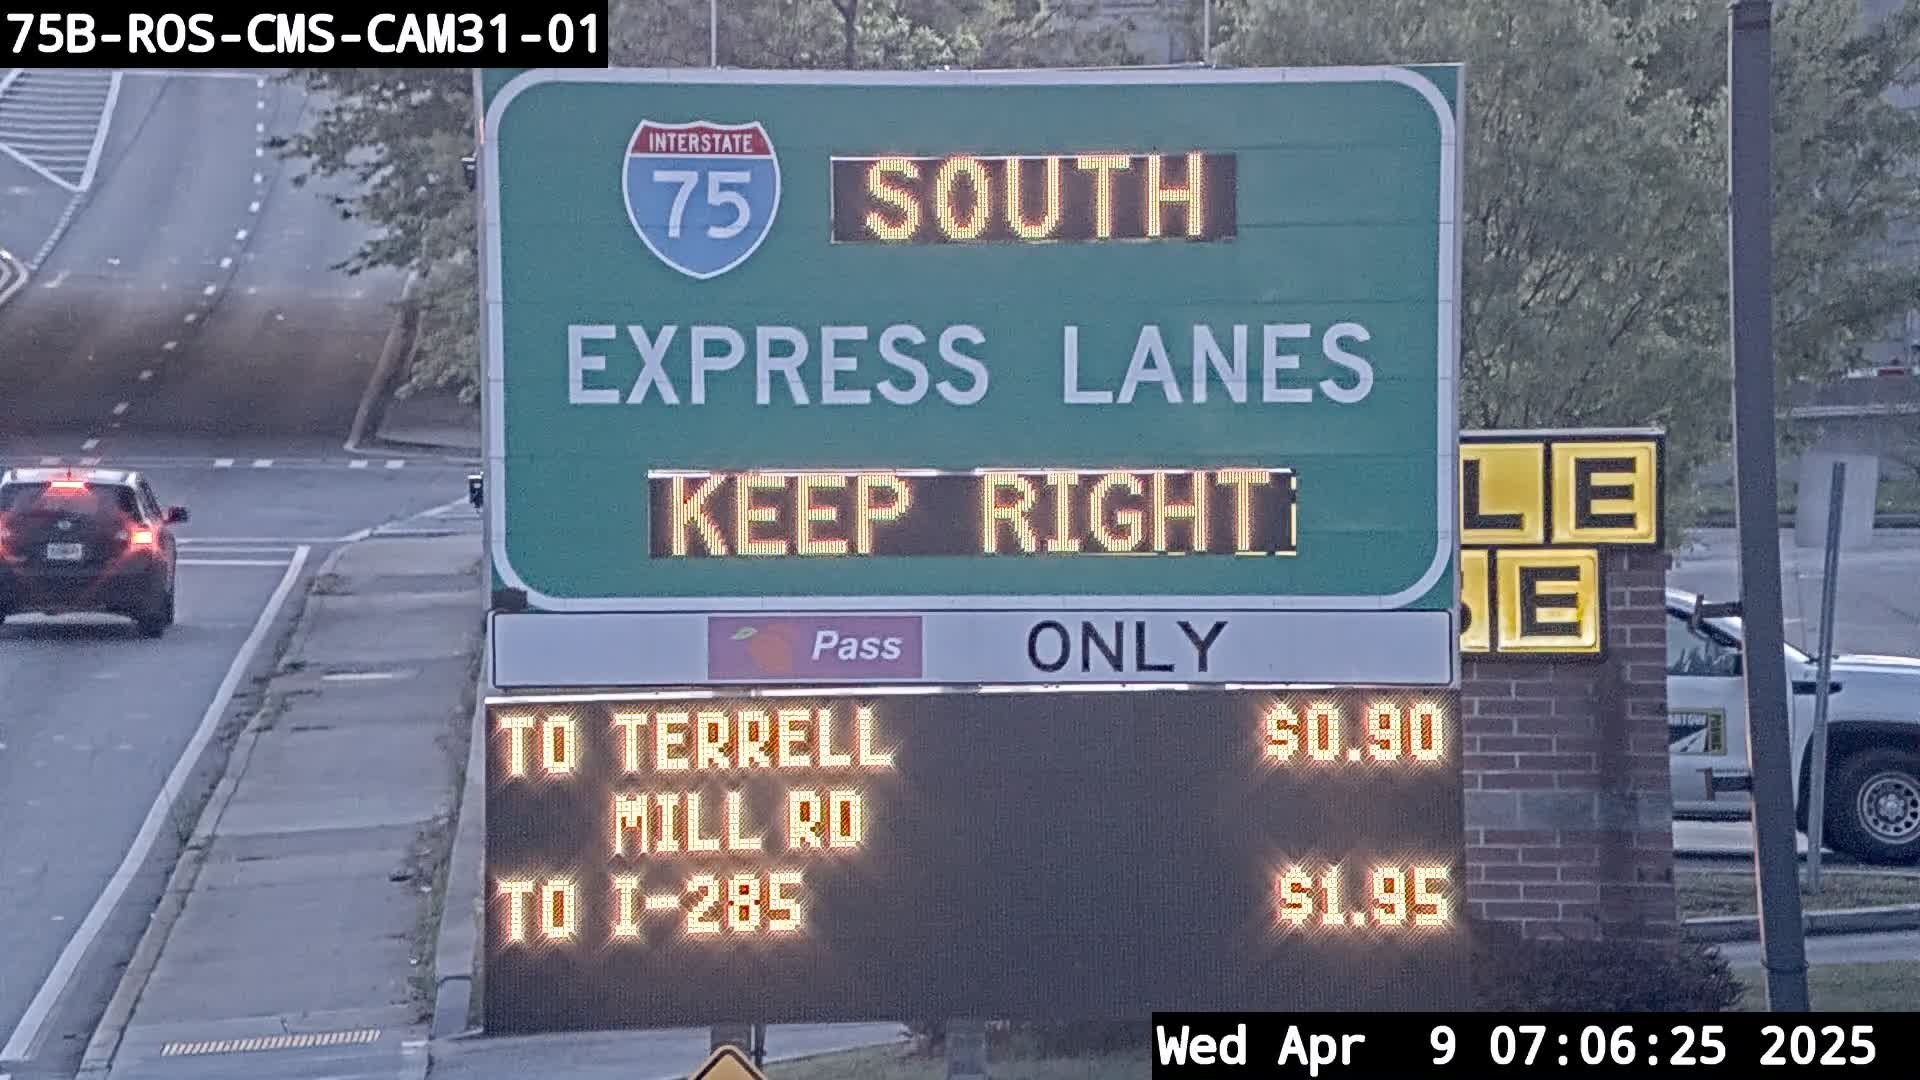 75B-ROS-CMS-CAM31-01
INTERSTATE
75
SOUTH
EXPRESS LANES
KEEP RIGHT
Pass ONLY
TO TERRELL $0.90
MILL RD
TO I-285 $1.95
LE
E
Wed Apr 9 07:06:25 2025